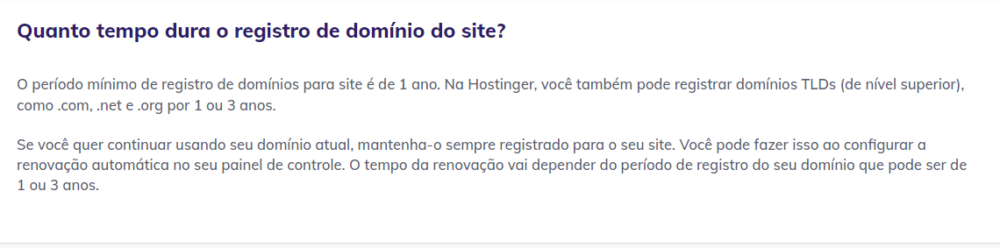 Quanto tempo dura o registro de domínio do site?
O período mínimo de registro de domínios para site é de 1 ano. Na Hostinger, você também pode registrar domínios TLDs (de nível superior),
como .com, .net e .org por 1 ou 3 anos.
Se você quer continuar usando seu domínio atual, mantenha-o sempre registrado para o seu site. Você pode fazer isso ao configurar a
renovação automática no seu painel de controle. O tempo da renovação vai depender do período de registro do seu domínio que pode ser de
1 ou 3 anos.